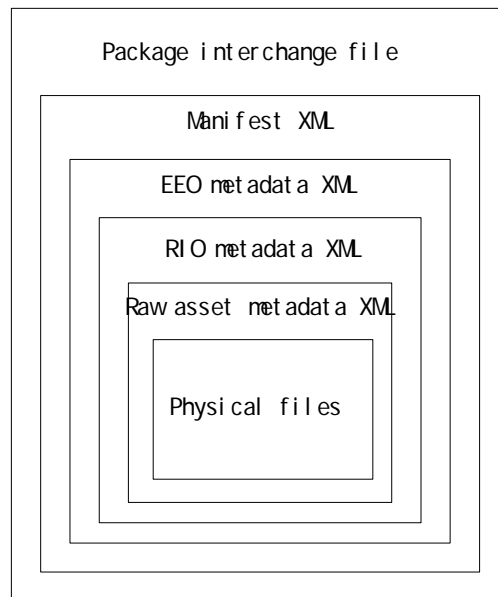 Package interchange file
Manifest XML
EEO metadata XML
RIO metadata XML
Raw asset metadata XML
Physical files